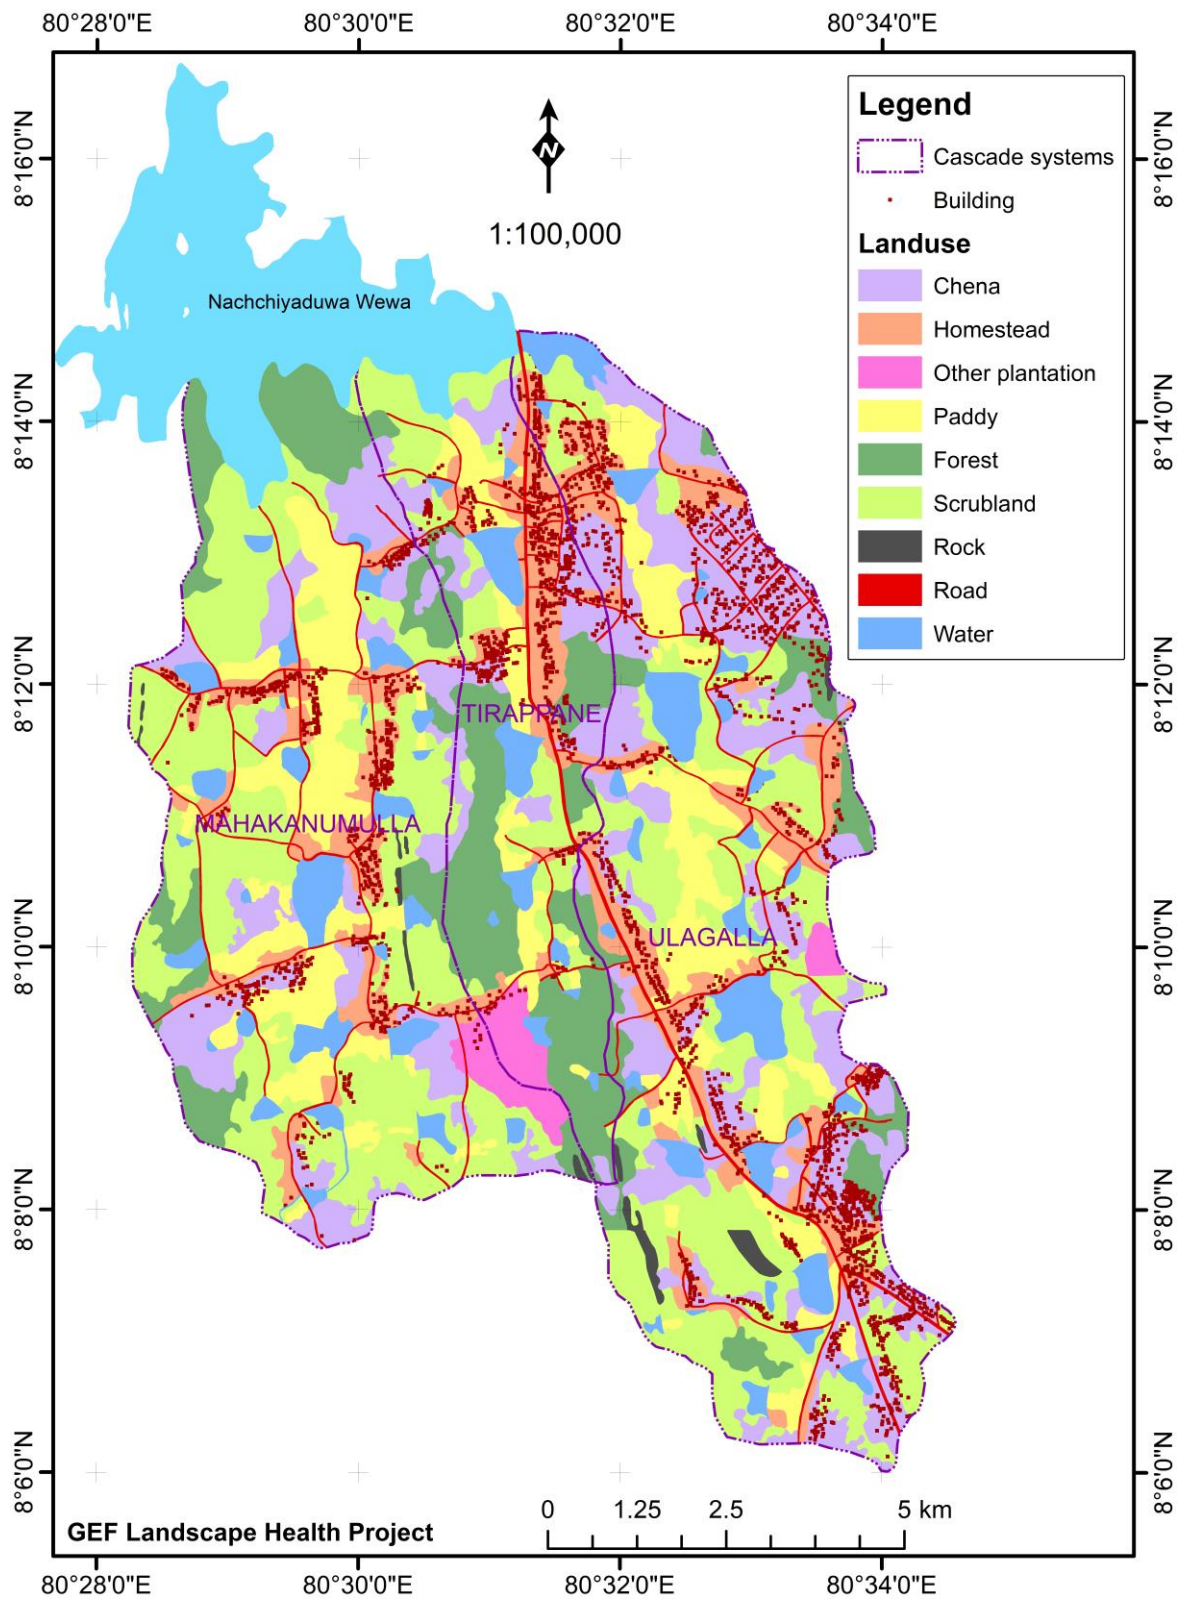 80°28'0"E 80°30'0"E 80°32'0"E 80°34'0"E
8°16'0"N 8°16'0"N
N
1:100,000
Legend
Cascade systems
Building
Landuse
Chena
Homestead
Other plantation
Paddy
Forest
Scrubland
Rock
Road
Water
Nachchiyaduwa Wewa
8°14'0"N 8°14'0"N
8°12'0"N 8°12'0"N
TIRAPPANE
MAHAKANUMULLA
ULAGALLA
8°10'0"N 8°10'0"N
8°8'0"N 8°8'0"N
8°6'0"N 8°6'0"N
0 1.25 2.5 5 km
GEF Landscape Health Project
80°28'0"E 80°30'0"E 80°32'0"E 80°34'0"E